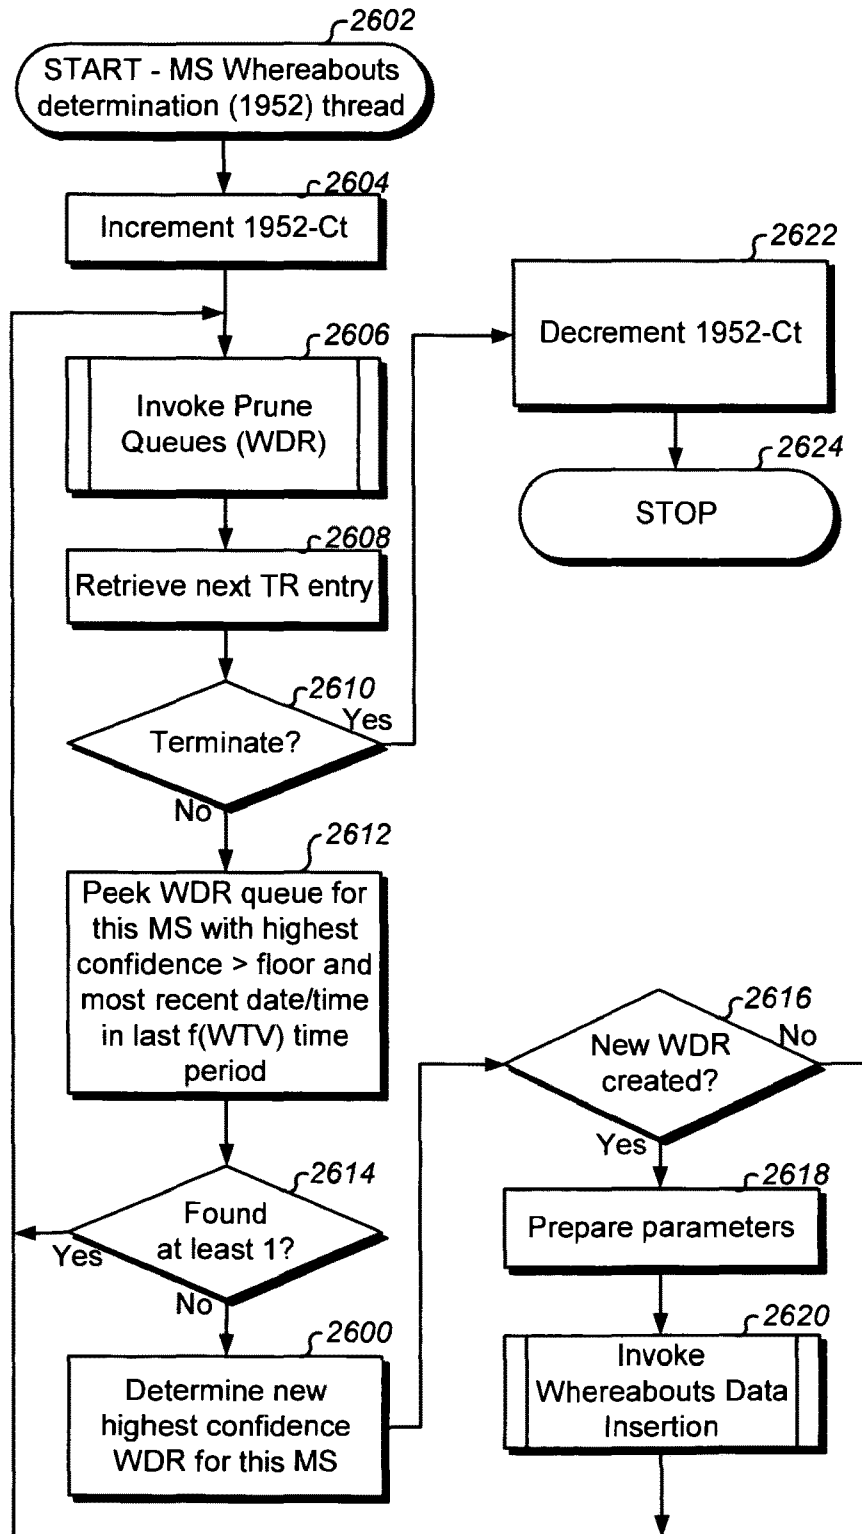 2602
START - MS Whereabouts
determination (1952) thread
2604
Increment 1952-Ct
2606
Invoke Prune
Queues (WDR)
2608
Retrieve next TR entry
2610
Terminate?
Yes
No
2622
Decrement 1952-Ct
2624
STOP
2612
Peek WDR queue for
this MS with highest
confidence > floor and
most recent date/time
in last f(WTV) time
period
2614
Found
at least 1?
Yes
No
2600
Determine new
highest confidence
WDR for this MS
2616
New WDR
created?
No
Yes
2618
Prepare parameters
2620
Invoke
Whereabouts Data
Insertion